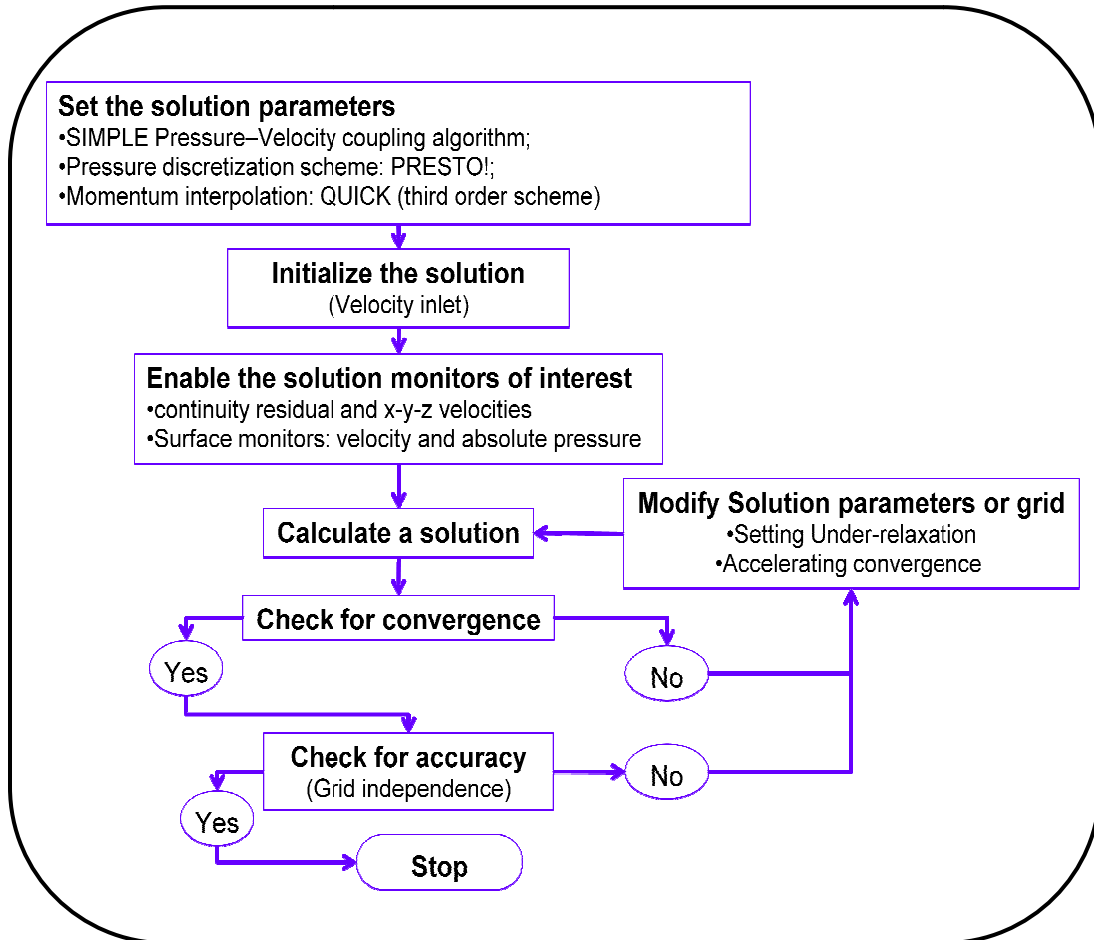 Set the solution parameters
•SIMPLE Pressure–Velocity coupling algorithm;
•Pressure discretization scheme: PRESTO!;
•Momentum interpolation: QUICK (third order scheme)
Initialize the solution
(Velocity inlet)
Enable the solution monitors of interest
•continuity residual and x-y-z velocities
•Surface monitors: velocity and absolute pressure
Modify Solution parameters or grid
•Setting Under-relaxation
•Accelerating convergence
Calculate a solution
Check for convergence
Yes
No
Check for accuracy
(Grid independence)
No
Yes
Stop